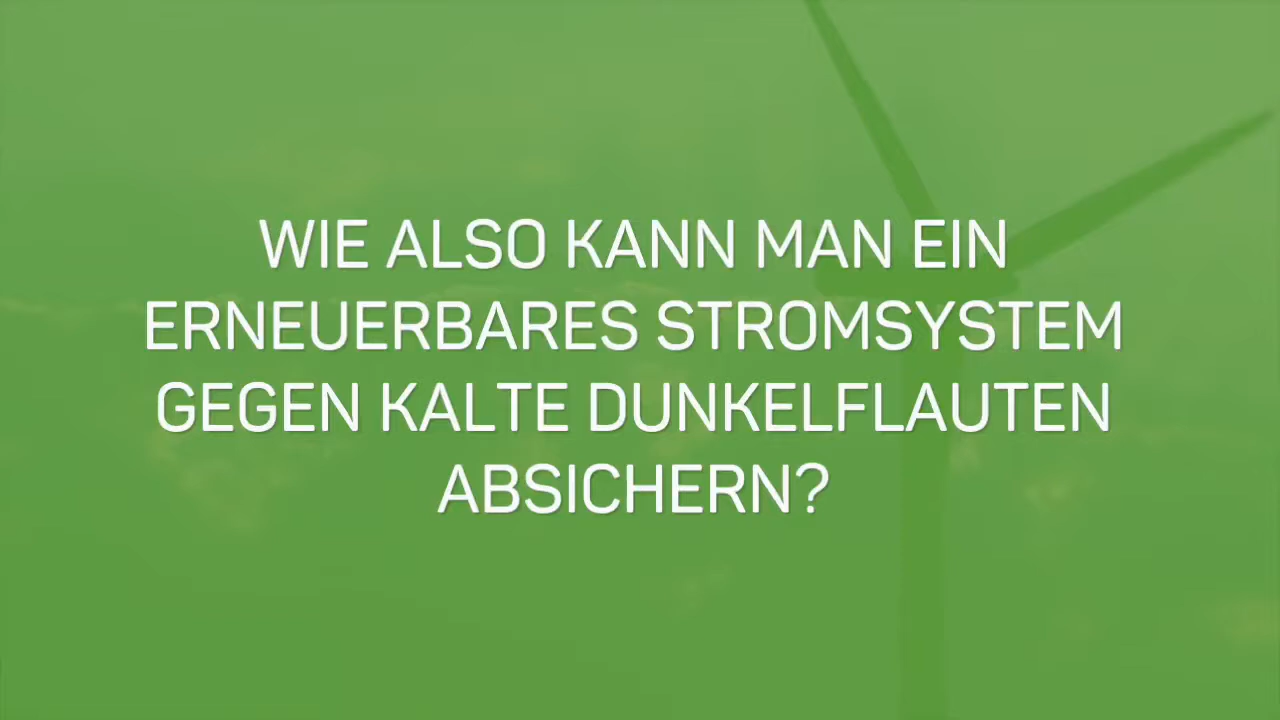 WIE ALSO KANN MAN EIN
ERNEUERBARES STROMSYSTEM
GEGEN KALTE DUNKELFLAUTEN
ABSICHERN?